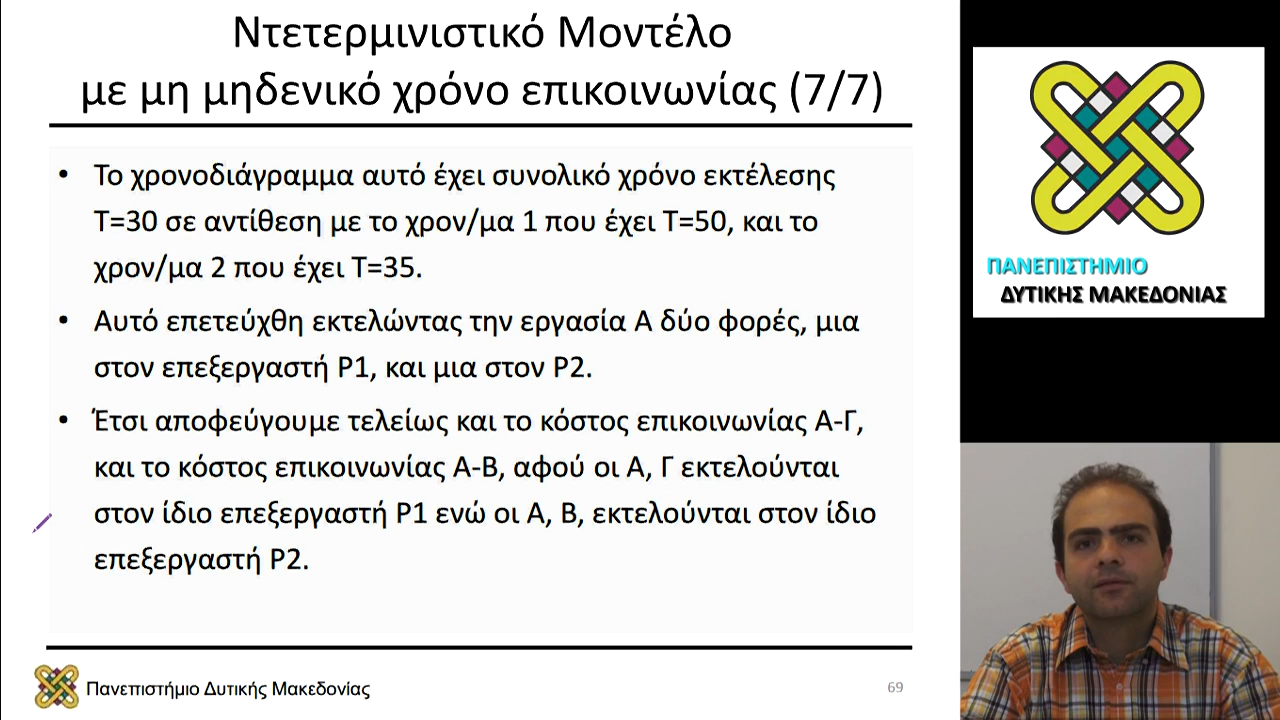 Ντετερμινιστικό Μοντέλο
με μη μηδενικό χρόνο επικοινωνίας (7/7)
• Το χρονοδιάγραμμα αυτό έχει συνολικό χρόνο εκτέλεσης
Τ=30 σε αντίθεση με το χρον/μα 1 που έχει Τ=50, και το
χρον/μα 2 που έχει Τ=35.
• Αυτό επετεύχθη εκτελώντας την εργασία Α δύο φορές, μια
στον επεξεργαστή P1, και μια στον P2.
• Έτσι αποφεύγουμε τελείως και το κόστος επικοινωνίας Α-Γ,
και το κόστος επικοινωνίας Α-Β, αφού οι Α, Γ εκτελούνται
στον ίδιο επεξεργαστή P1 ενώ οι Α, Β, εκτελούνται στον ίδιο
επεξεργαστή P2.
Πανεπιστήμιο Δυτικής Μακεδονίας
69
ΠΑΝΕΠΙΣΤΗΜΙΟ
ΔΥΤΙΚΗΣ ΜΑΚΕΔΟΝΙΑΣ